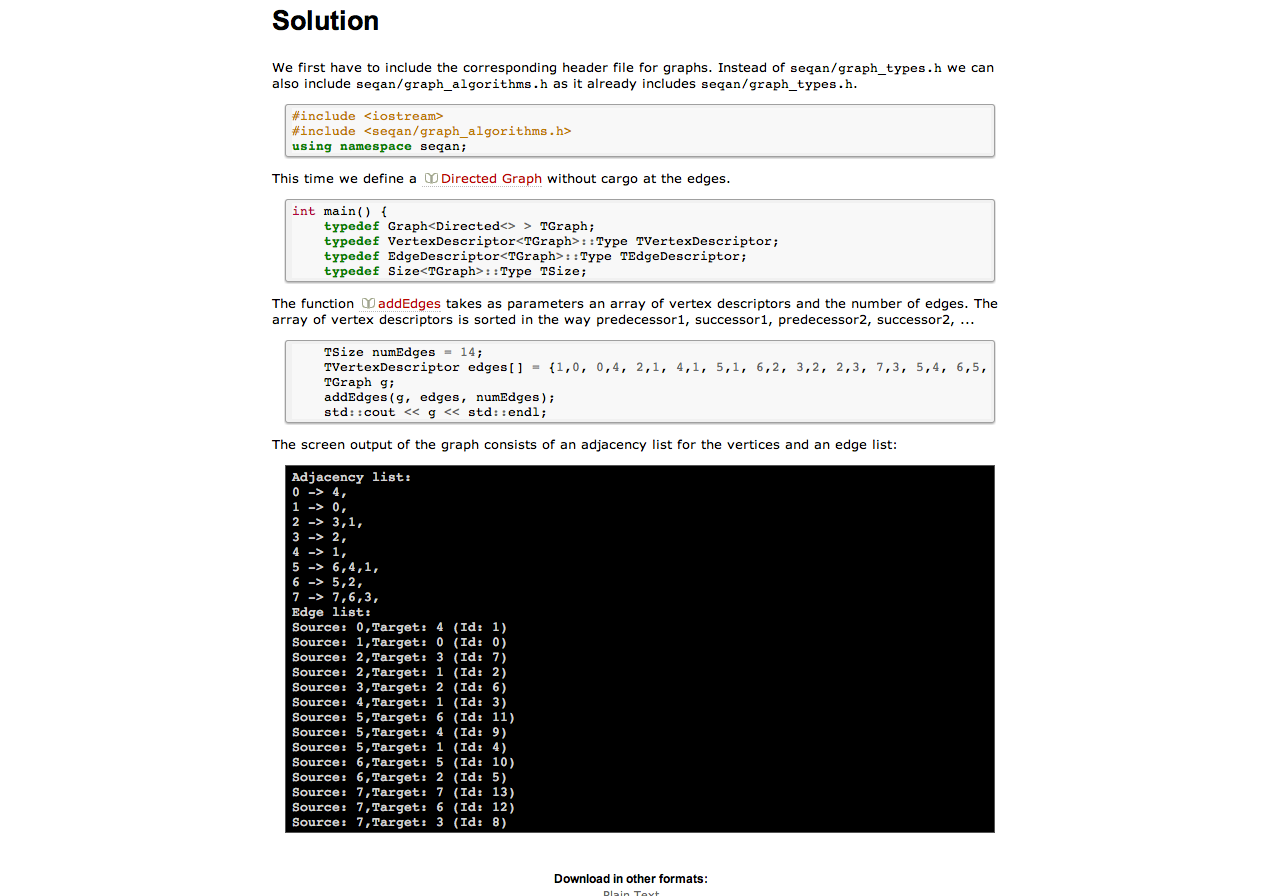 Solution
We first have to include the corresponding header file for graphs. Instead of seqan/graph_types.h we can
also include seqan/graph_algorithms.h as it already includes seqan/graph_types.h.
#include <iostream>
#include <seqan/graph_algorithms.h>
using namespace seqan;
This time we define a Directed Graph without cargo at the edges.
int main() {
    typedef Graph<Directed<> > TGraph;
    typedef VertexDescriptor<TGraph>::Type TVertexDescriptor;
    typedef EdgeDescriptor<TGraph>::Type TEdgeDescriptor;
    typedef Size<TGraph>::Type TSize;
The function addEdges takes as parameters an array of vertex descriptors and the number of edges. The
array of vertex descriptors is sorted in the way predecessor1, successor1, predecessor2, successor2, ...
    TSize numEdges = 14;
    TVertexDescriptor edges[] = {1,0, 0,4, 2,1, 4,1, 5,1, 6,2, 3,2, 2,3, 7,3, 5,4, 6,5,
    TGraph g;
    addEdges(g, edges, numEdges);
    std::cout << g << std::endl;
The screen output of the graph consists of an adjacency list for the vertices and an edge list:
Adjacency list:
0 -> 4,
1 -> 0,
2 -> 3,1,
3 -> 2,
4 -> 1,
5 -> 6,4,1,
6 -> 5,2,
7 -> 7,6,3,
Edge list:
Source: 0,Target: 4 (Id: 1)
Source: 1,Target: 0 (Id: 0)
Source: 2,Target: 3 (Id: 7)
Source: 2,Target: 1 (Id: 2)
Source: 3,Target: 2 (Id: 6)
Source: 4,Target: 1 (Id: 3)
Source: 5,Target: 6 (Id: 11)
Source: 5,Target: 4 (Id: 9)
Source: 5,Target: 1 (Id: 4)
Source: 6,Target: 5 (Id: 10)
Source: 6,Target: 2 (Id: 5)
Source: 7,Target: 7 (Id: 13)
Source: 7,Target: 6 (Id: 12)
Source: 7,Target: 3 (Id: 8)
Download in other formats:
Plain Text